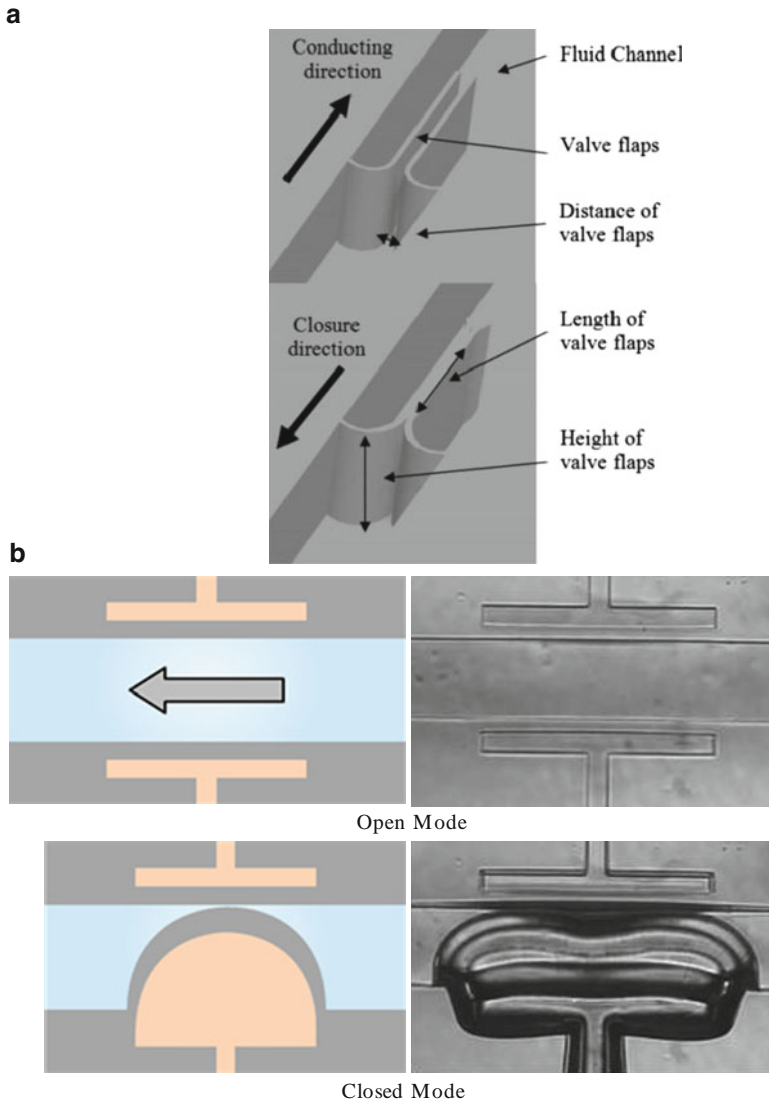 a
Conducting
direction
Fluid Channel
Valve flaps
Distance of
valve flaps
Closure
direction
Length of
valve flaps
Height of
valve flaps
b
Open Mode
Closed Mode